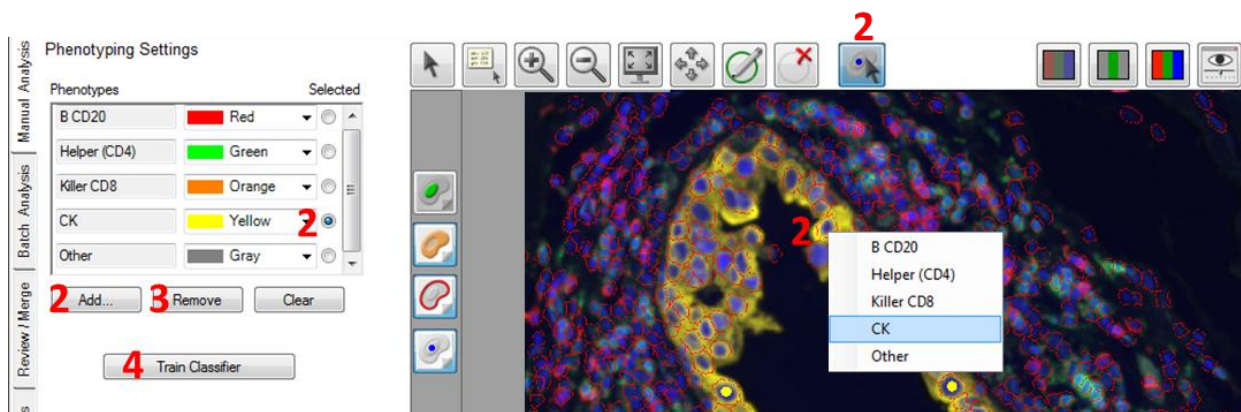 2
Phenotyping Settings
Phenotypes Selected
B CD20 Red
Helper (CD4) Green
Killer CD8 Orange
CK Yellow 2
Other Gray
2 Add... 3 Remove Clear
4 Train Classifier
Manual Analysis
Batch Analysis
Review / Merge
2
B CD20
Helper (CD4)
Killer CD8
CK
Other